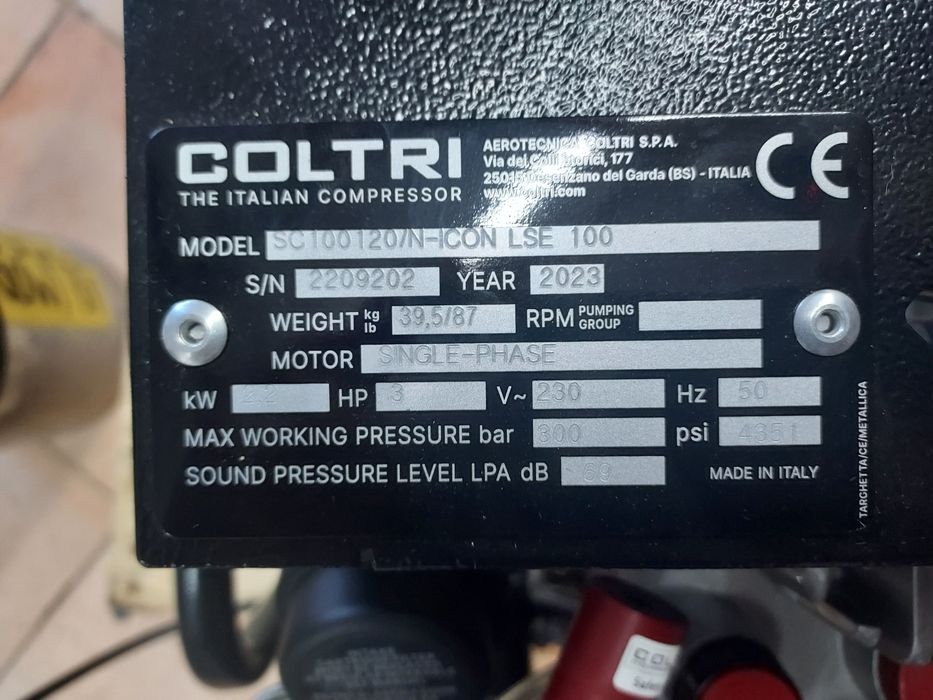 COLTRI
THE ITALIAN COMPRESSOR
AEROTECNICA COLTRI S.P.A.
Via dei Colli Storici, 177
25015 Desenzano del Garda (BS) - ITALIA
www.coltri.com
CE
MODEL SC100120/N-ICON LSE 100
S/N 2209202 YEAR 2023
WEIGHT kg lb 39,5/87 RPM PUMPING GROUP
MOTOR SINGLE-PHASE
kW 2.2 HP 3 V~ 230 Hz 50
MAX WORKING PRESSURE bar 300 psi 4351
SOUND PRESSURE LEVEL LPA dB 69
MADE IN ITALY
TARGHETTA/CE/METALLICA
COLTRI